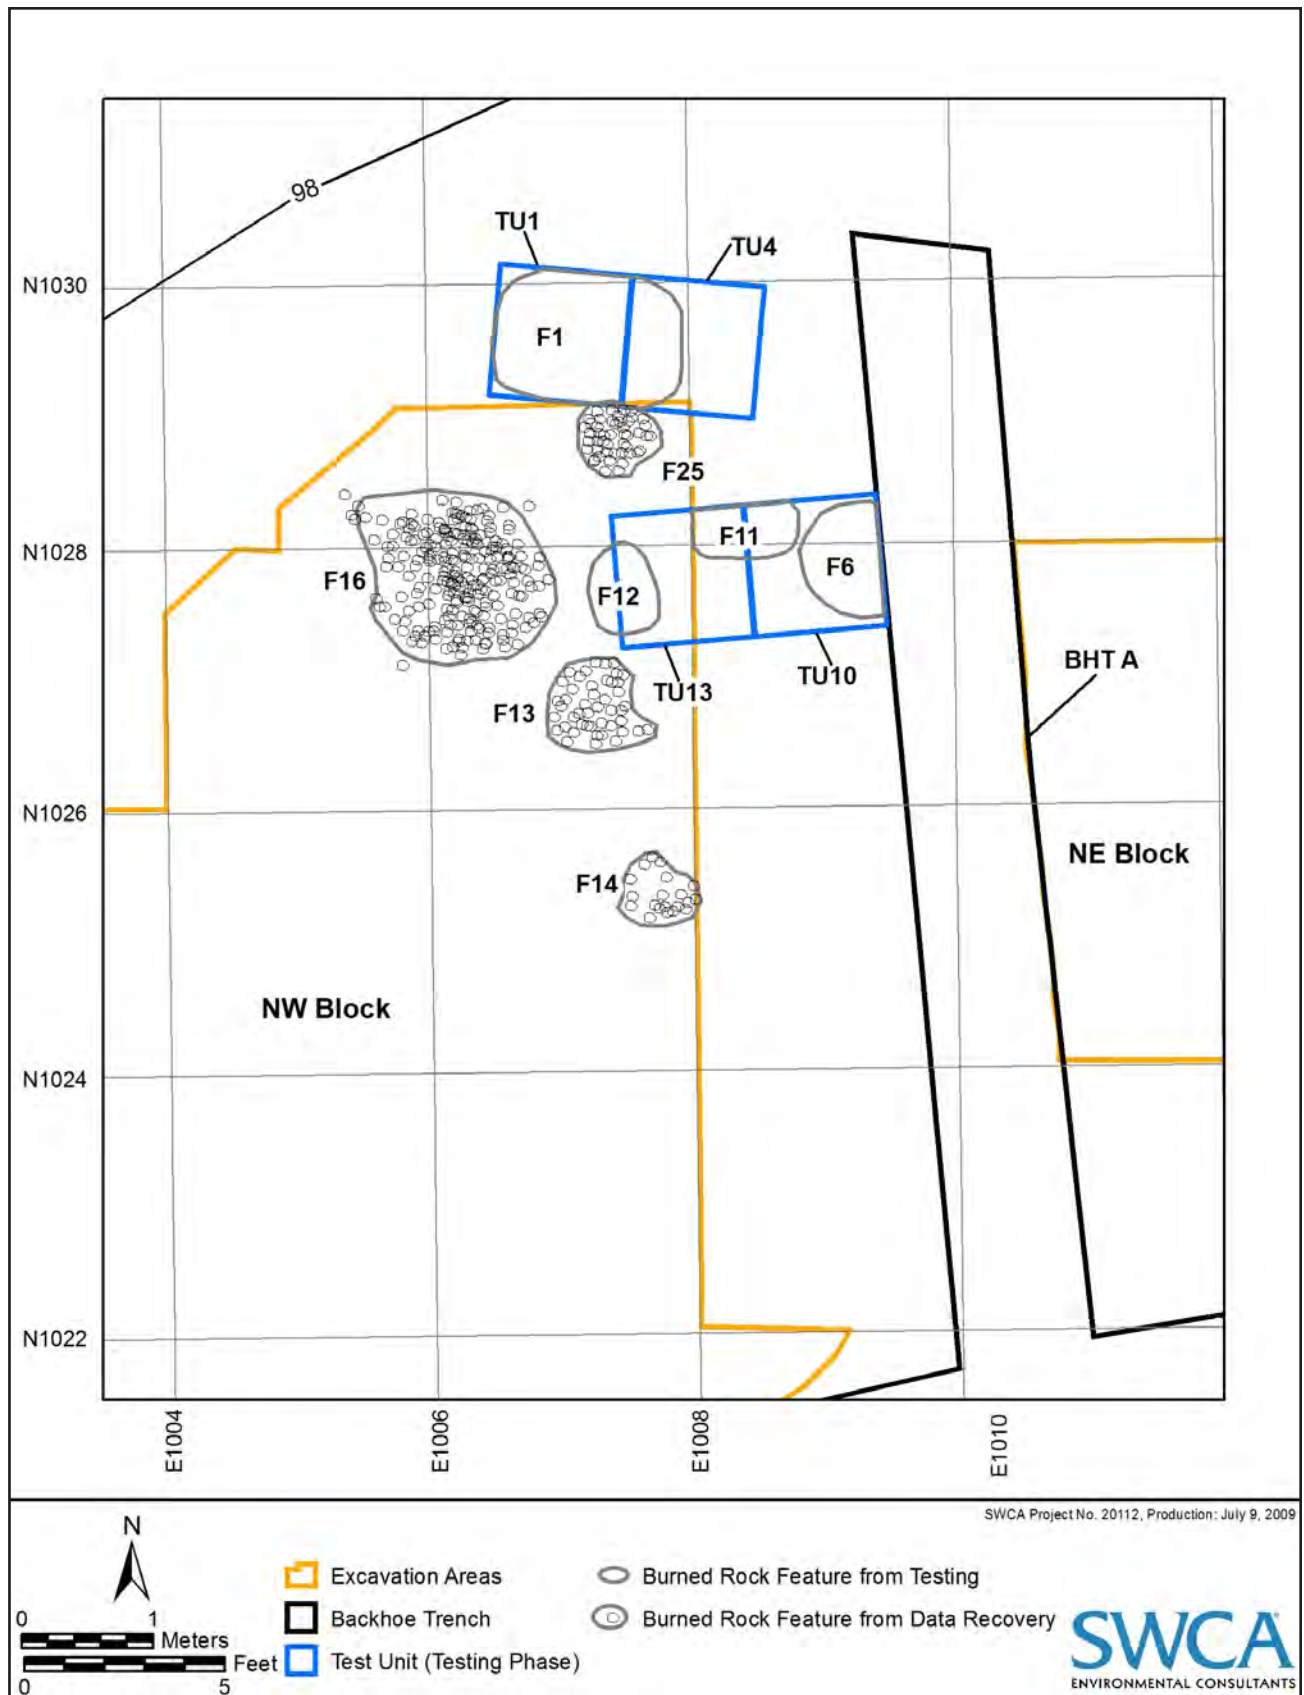 98
TU1
TU4
N1030
F1
F25
F11
N1028
F16
F12
F6
BHT A
TU10
TU13
F13
N1026
NE Block
F14
NW Block
N1024
N1022
E1004
E1006
E1008
E1010
SWCA Project No. 20112, Production: July 9, 2009
N
Excavation Areas
Burned Rock Feature from Testing
0 1
Backhoe Trench
Burned Rock Feature from Data Recovery
Meters
Feet
Test Unit (Testing Phase)
0 5
SWCA
ENVIRONMENTAL CONSULTANTS